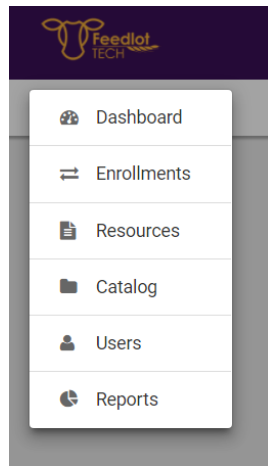 Feedlot
TECH
Dashboard
Enrollments
Resources
Catalog
Users
Reports